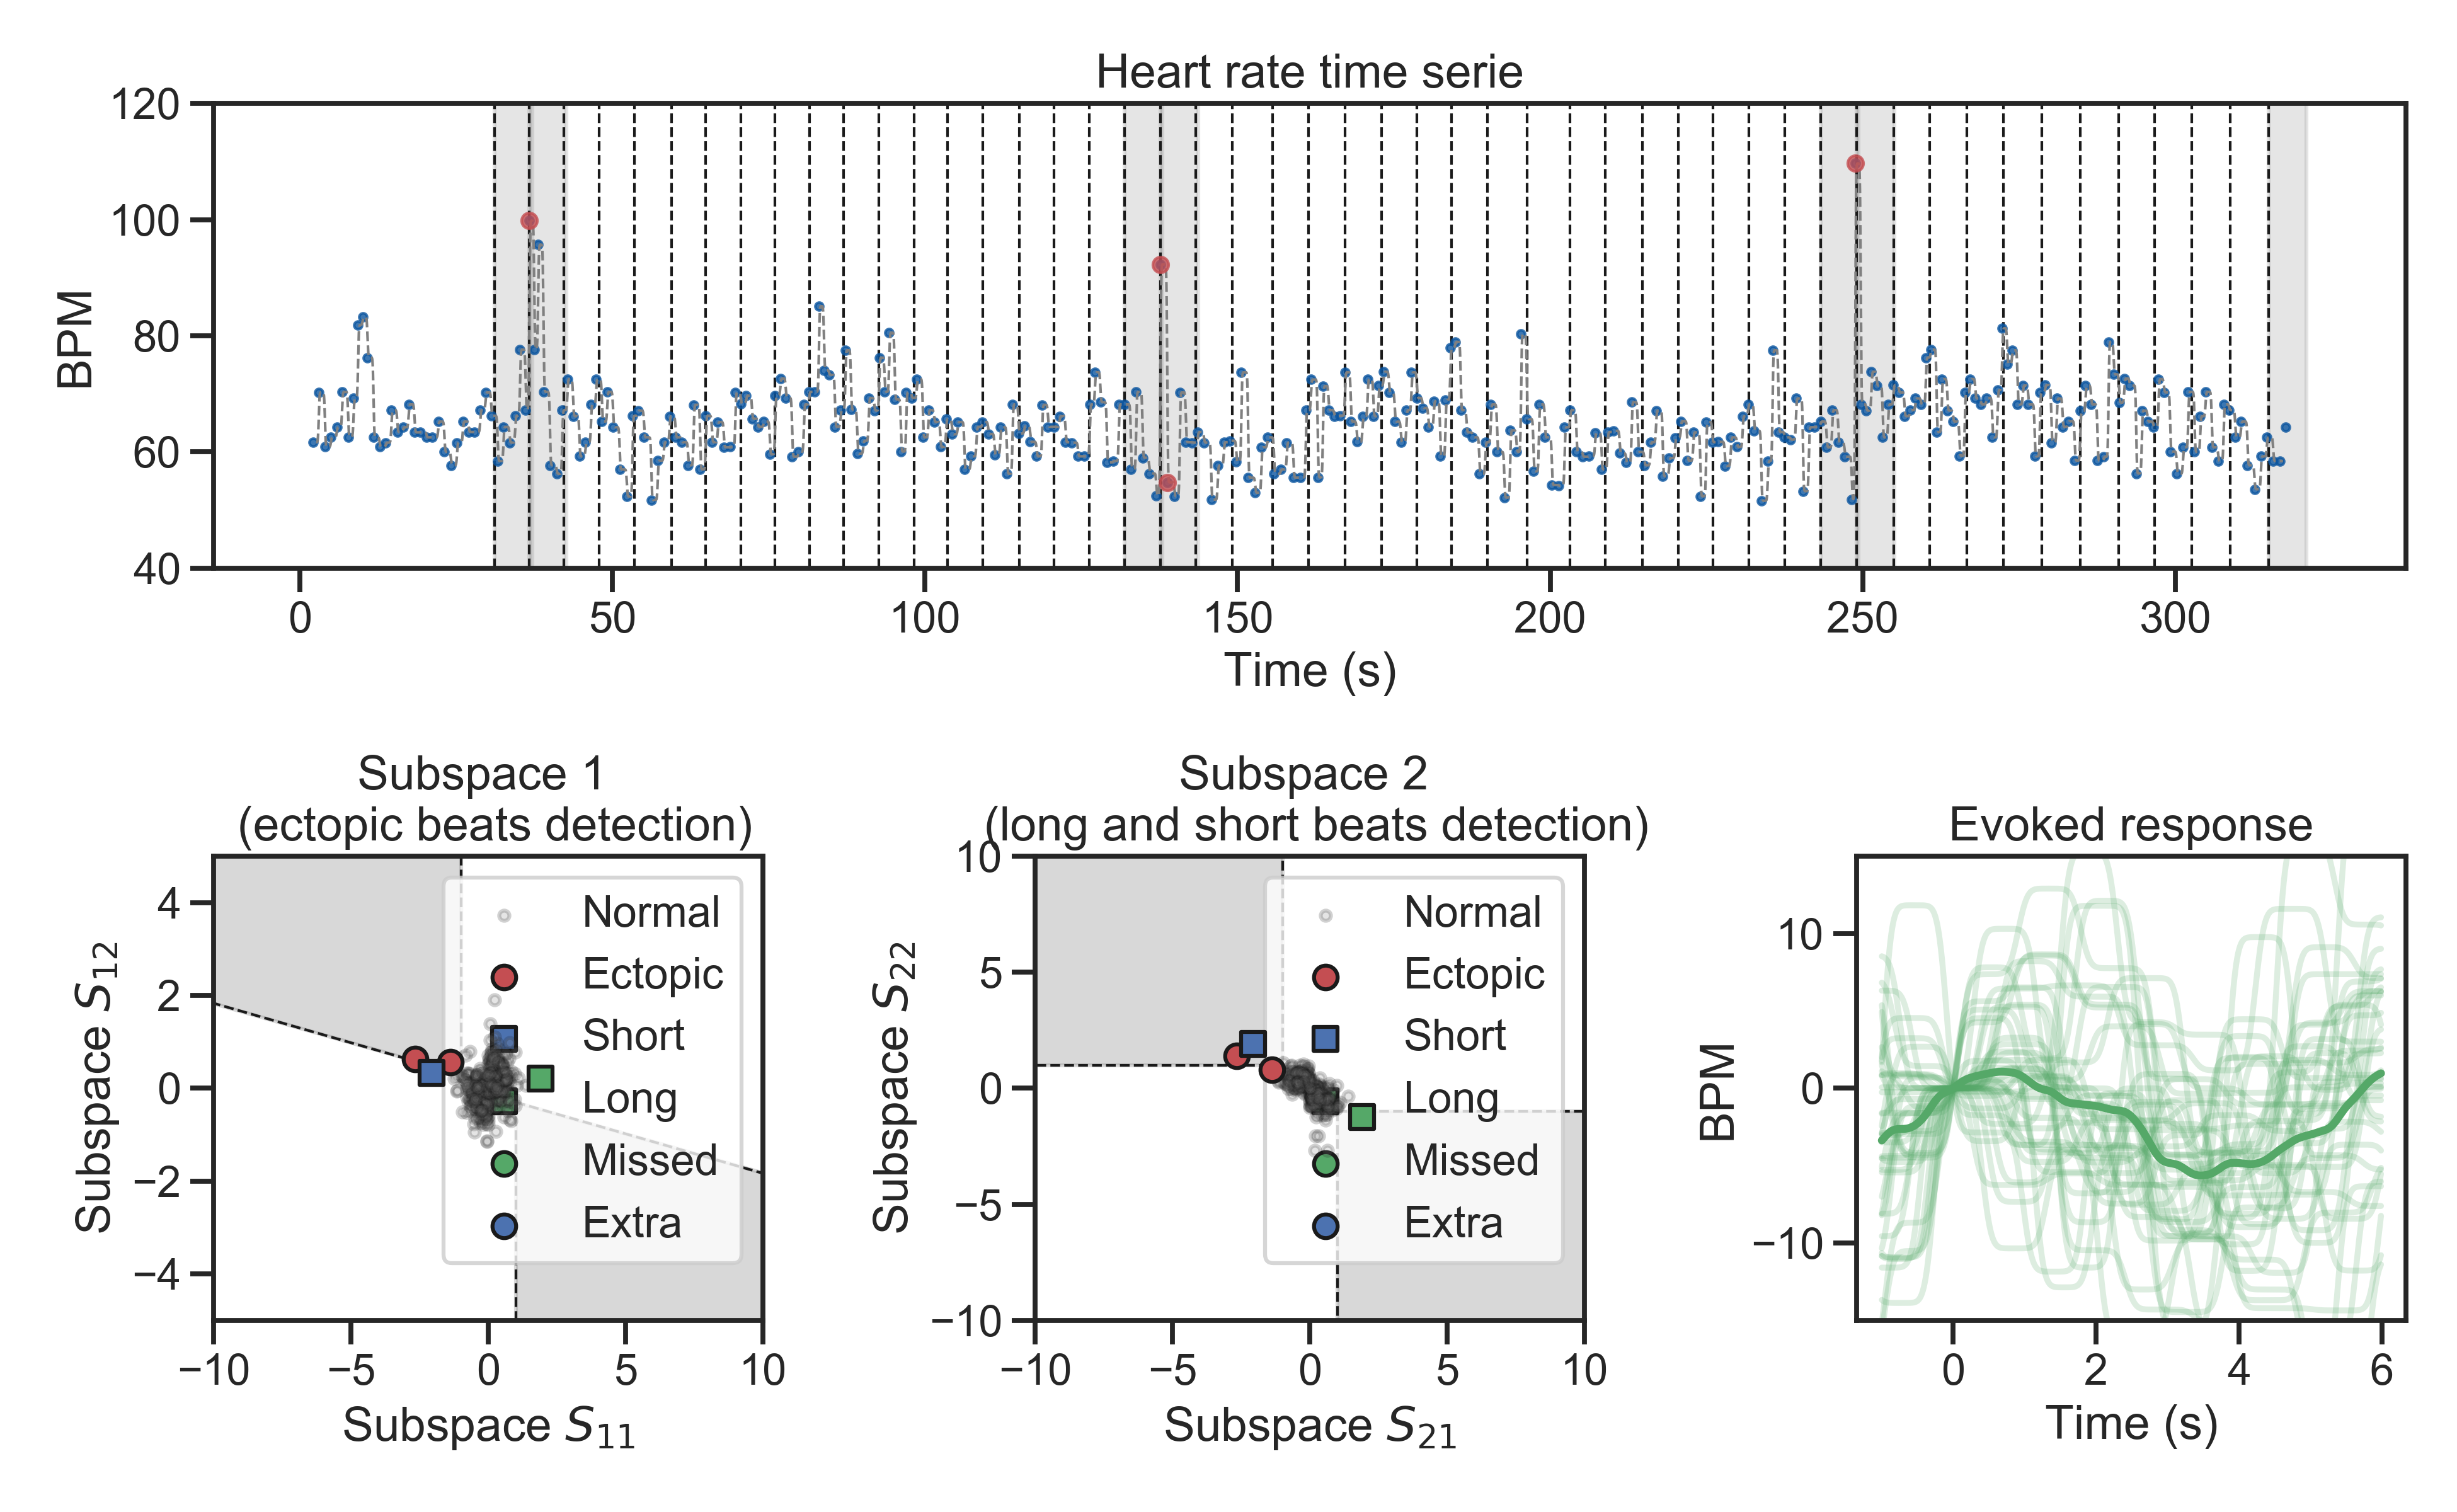 Heart rate time serie
120
100
80
60
40
BPM
0 50 100 150 200 250 300
Time (s)
Subspace 1
(ectopic beats detection)
4
2
0
−2
−4
Subspace S12
Normal
Ectopic
Short
Long
Missed
Extra
−10 −5 0 5 10
Subspace S11
Subspace 2
(long and short beats detection)
10
5
0
−5
−10
Subspace S22
Normal
Ectopic
Short
Long
Missed
Extra
−10 −5 0 5 10
Subspace S21
Evoked response
10
0
−10
BPM
0 2 4 6
Time (s)